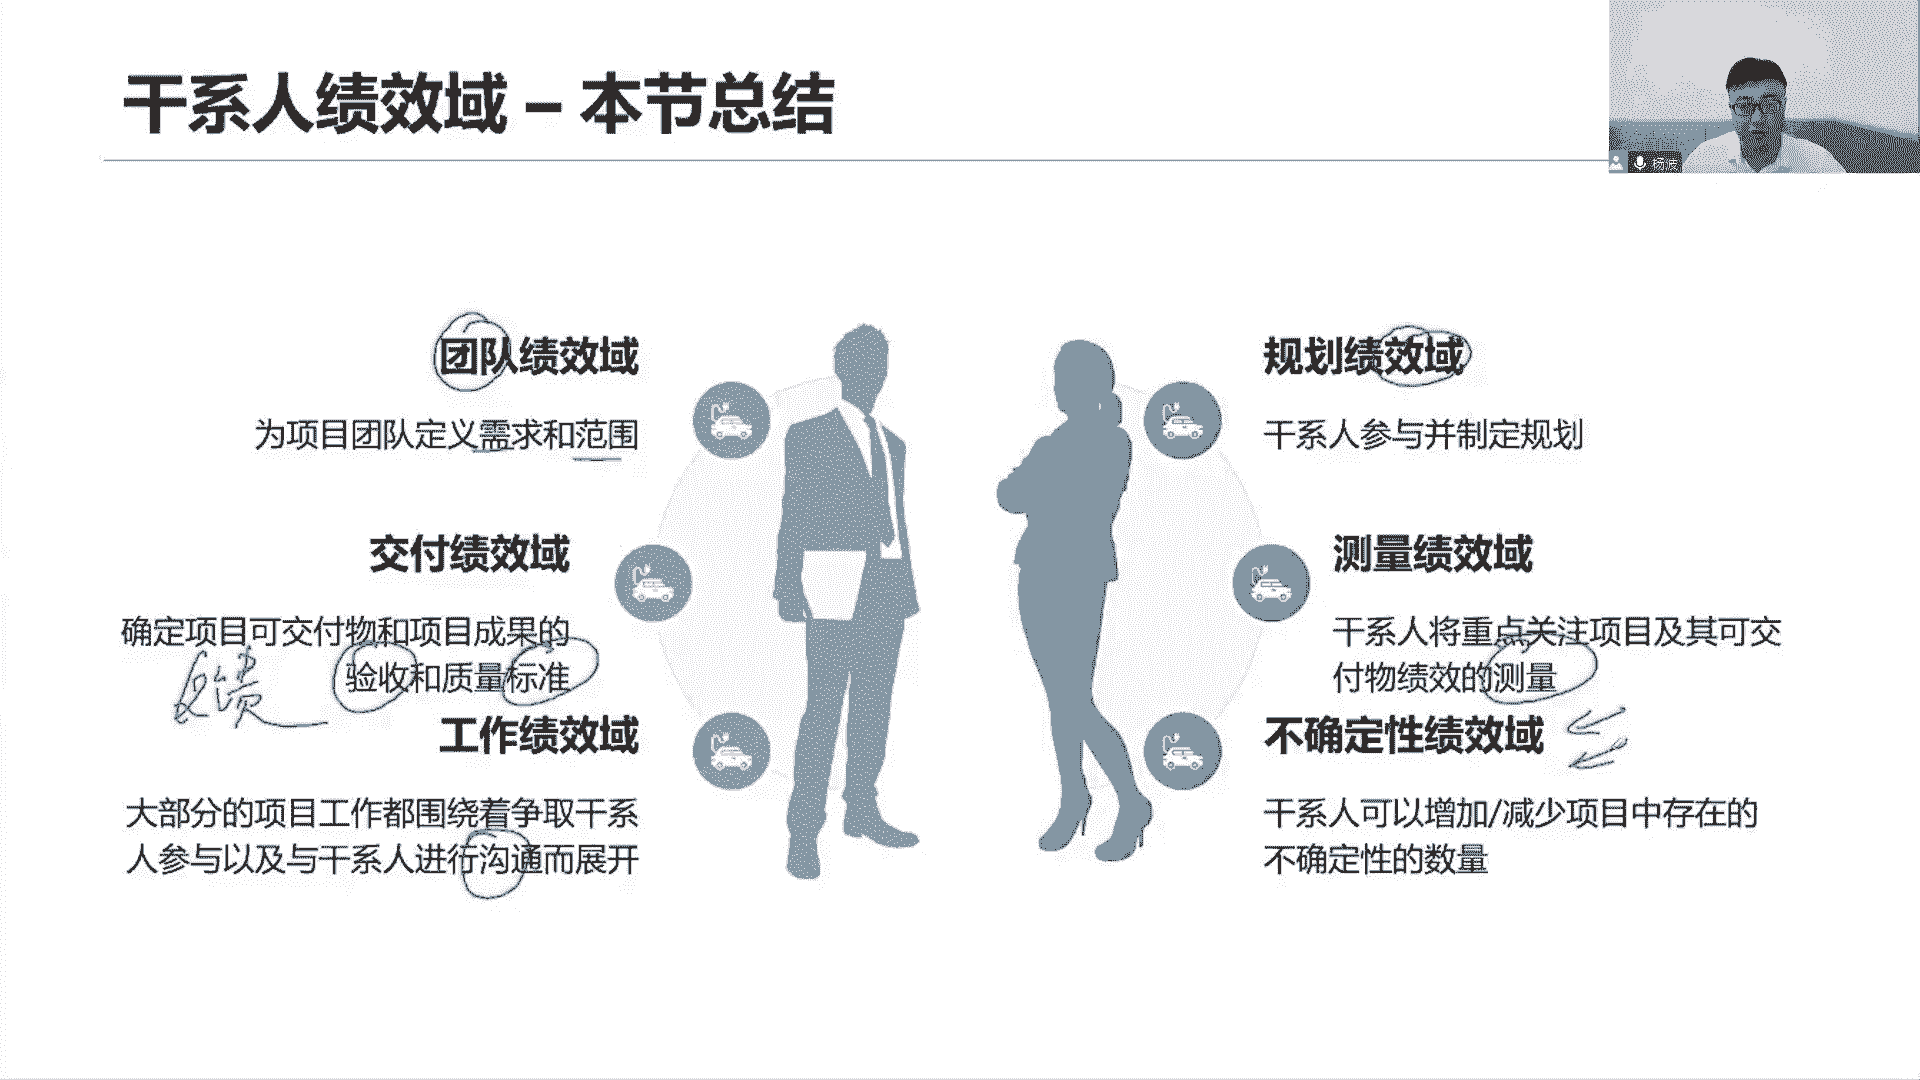 干系人绩效域 – 本节总结
杨波
团队绩效域
为项目团队定义需求和范围
交付绩效域
确定项目可交付物和项目成果的
验收和质量标准
反馈
工作绩效域
大部分的项目工作都围绕着争取干系
人参与以及与干系人进行沟通而展开
规划绩效域
干系人参与并制定规划
测量绩效域
干系人将重点关注项目及其可交
付物绩效的测量
不确定性绩效域
干系人可以增加/减少项目中存在的
不确定性的数量